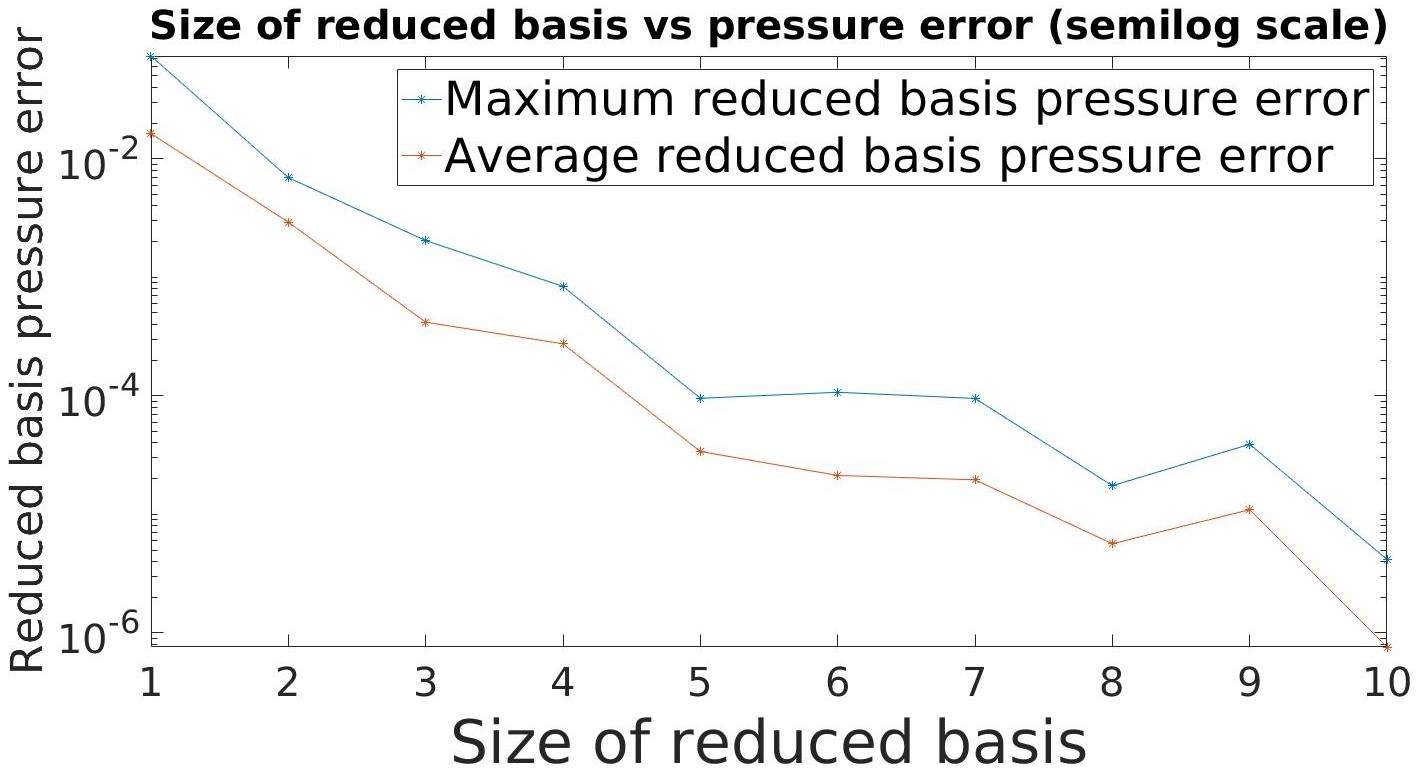 Size of reduced basis vs pressure error (semilog scale)
Maximum reduced basis pressure error
Average reduced basis pressure error
Reduced basis pressure error
10^-2
10^-4
10^-6
1 2 3 4 5 6 7 8 9 10
Size of reduced basis